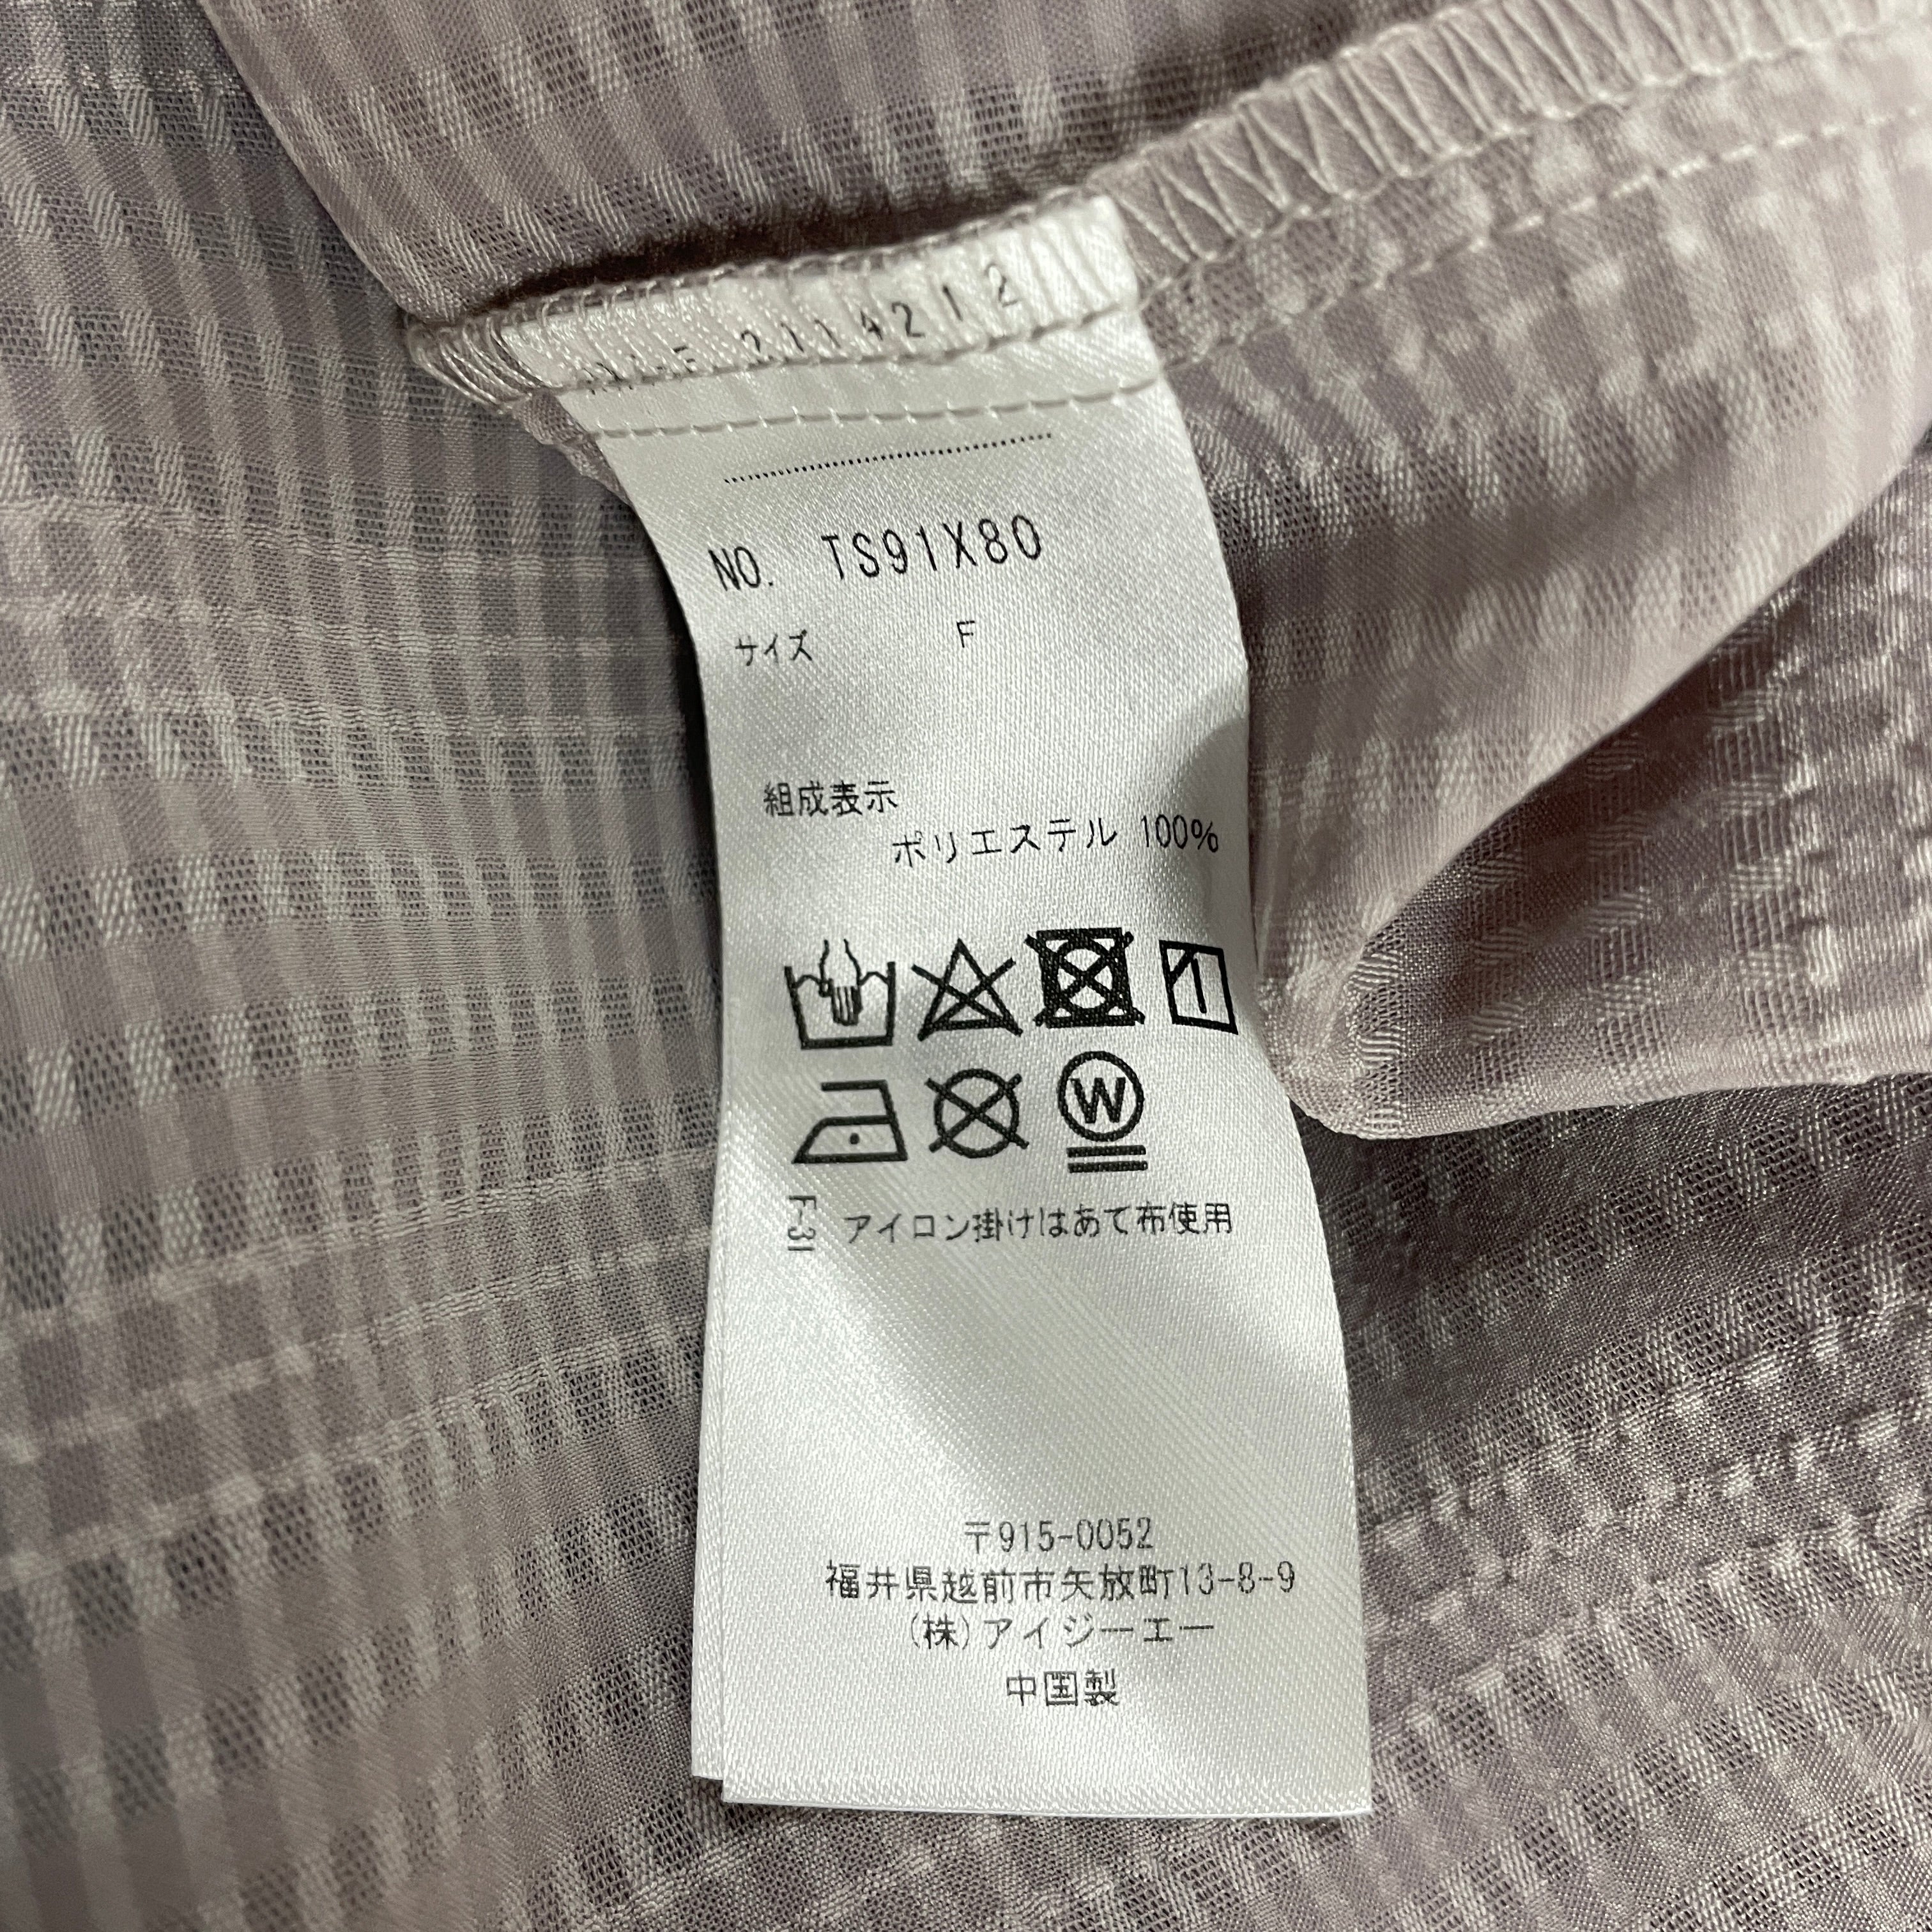 2114212
NO. TS91X80
サイズ F
組成表示
ポリエステル 100%
W
F-31 アイロン掛けはあて布使用
〒915-0052
福井県越前市矢放町13-8-9
(株)アイジーエー
中国製